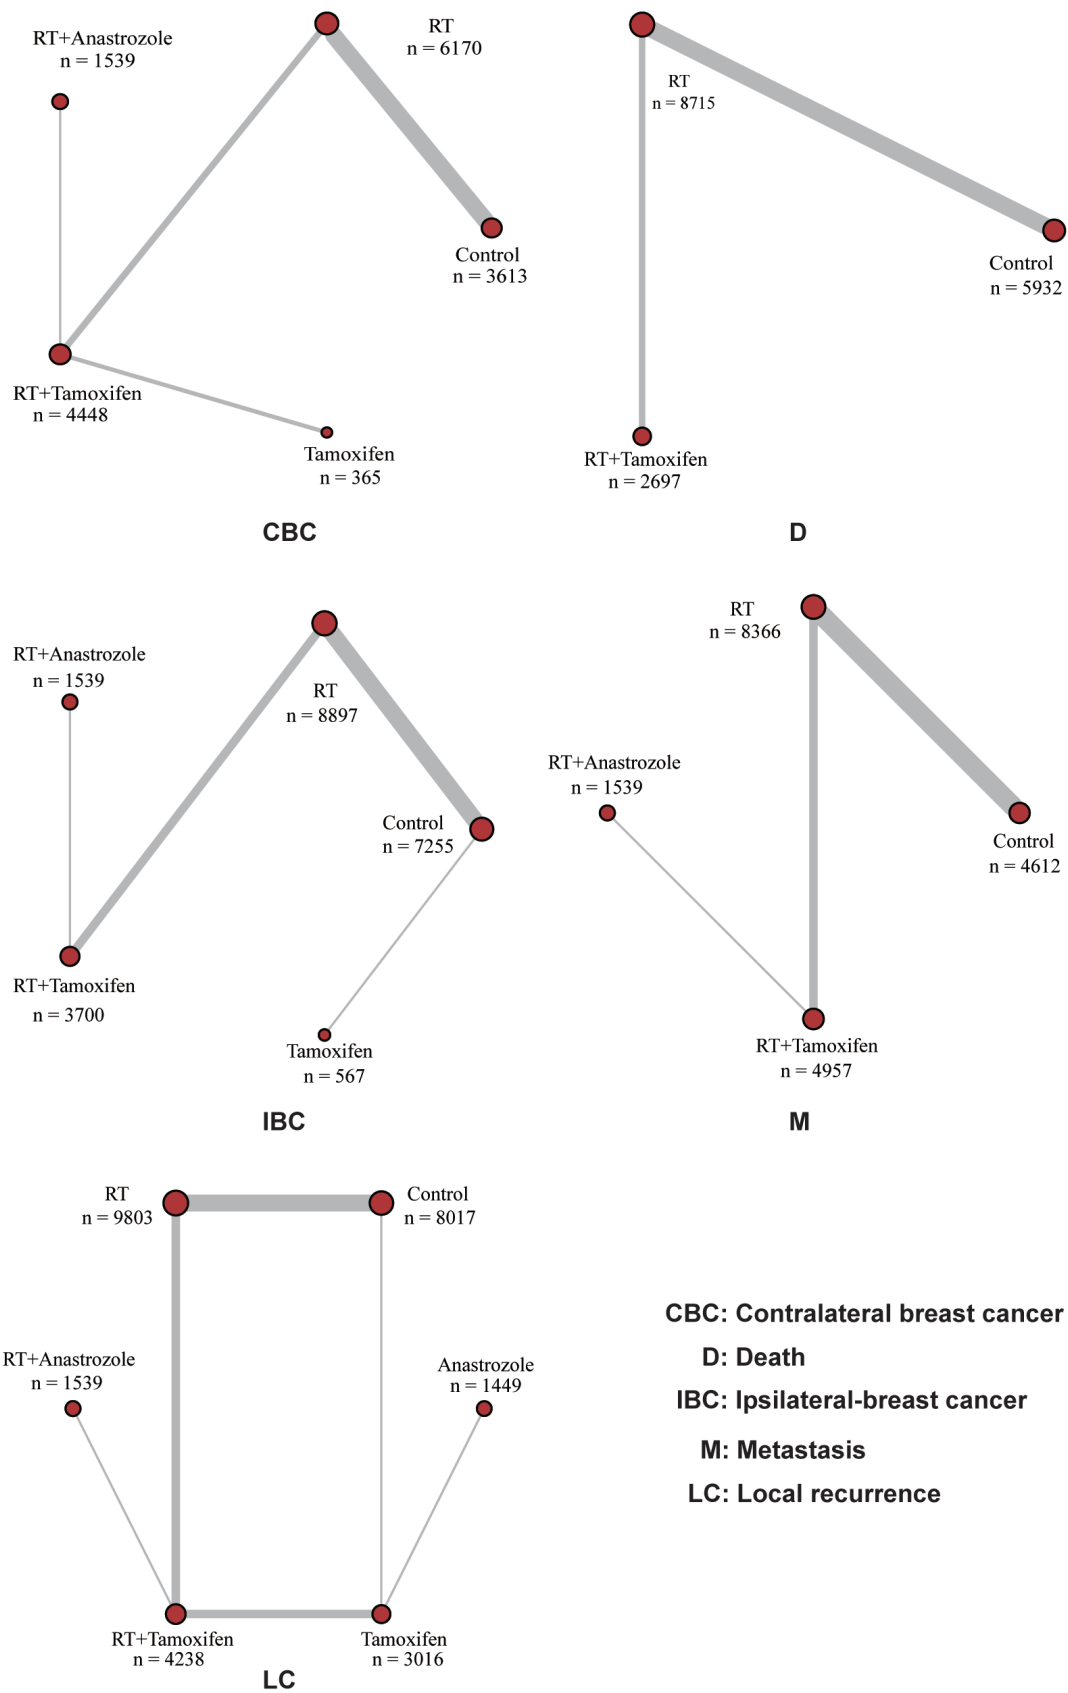 RT+Anastrozole
n = 1539
RT
n = 6170
Control
n = 3613
RT+Tamoxifen
n = 4448
Tamoxifen
n = 365
CBC
RT
n = 8715
Control
n = 5932
RT+Tamoxifen
n = 2697
D
RT+Anastrozole
n = 1539
RT
n = 8897
Control
n = 7255
RT+Tamoxifen
n = 3700
Tamoxifen
n = 567
IBC
RT
n = 8366
RT+Anastrozole
n = 1539
Control
n = 4612
RT+Tamoxifen
n = 4957
M
RT
n = 9803
Control
n = 8017
RT+Anastrozole
n = 1539
Anastrozole
n = 1449
RT+Tamoxifen
n = 4238
Tamoxifen
n = 3016
LC
CBC: Contralateral breast cancer
D: Death
IBC: Ipsilateral-breast cancer
M: Metastasis
LC: Local recurrence